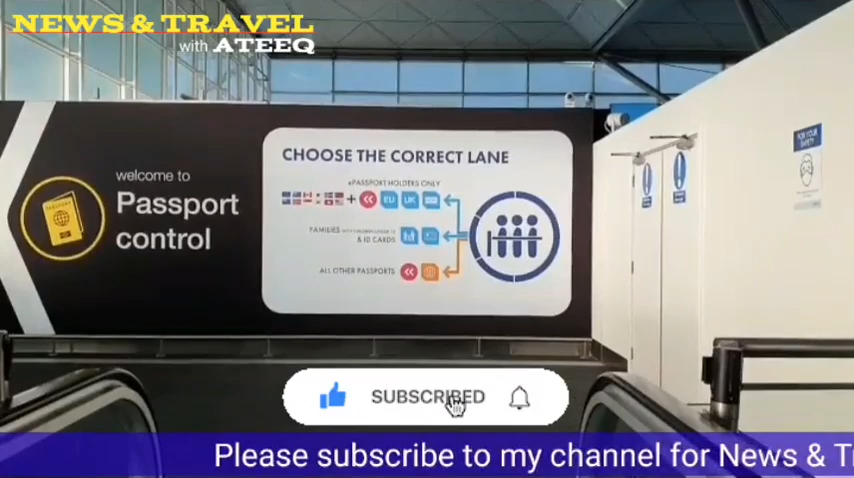 NEWS & TRAVEL
with ATEEQ
welcome to
Passport
control
CHOOSE THE CORRECT LANE
ePASSPORT HOLDERS ONLY
+ EU UK
FAMILIES
& ID CARDS
ALL OTHER PASSPORTS
FOR YOUR
SAFETY
SUBSCRIBED
Please subscribe to my channel for News & Tr